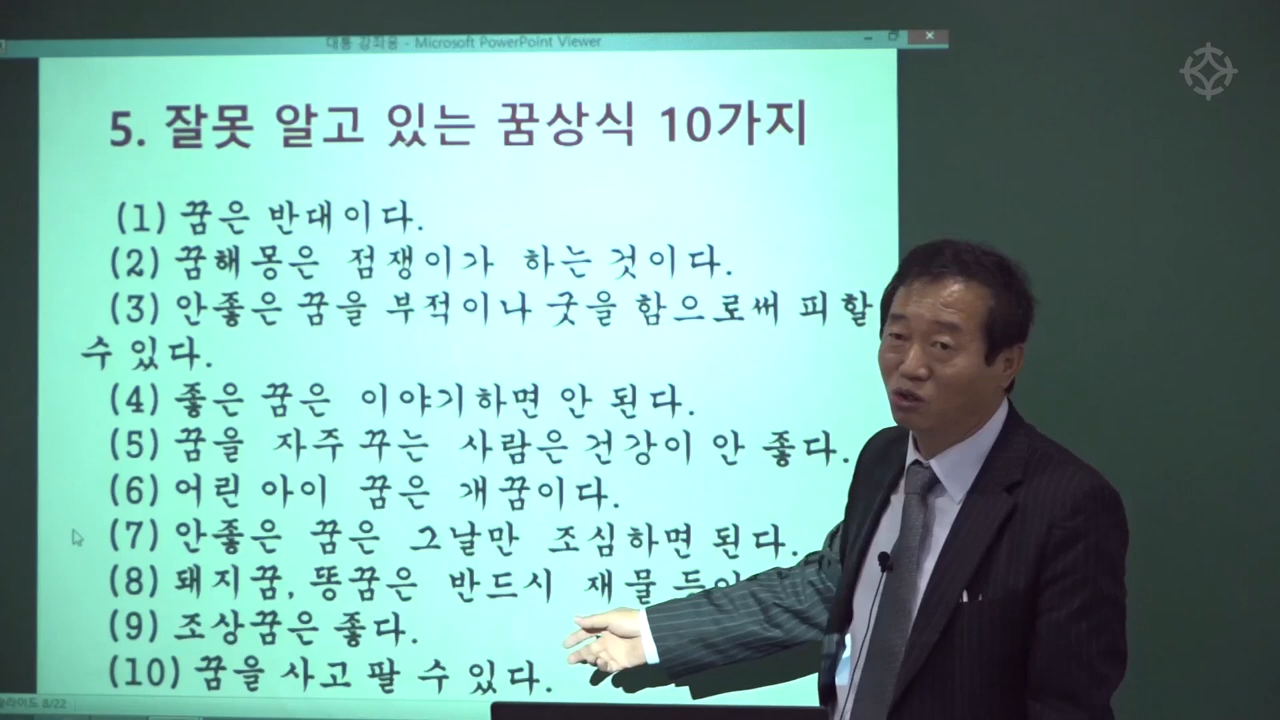 대통 강좌용 - Microsoft PowerPoint Viewer
5. 잘못 알고 있는 꿈상식 10가지
(1) 꿈은 반대이다.
(2) 꿈해몽은 점쟁이가 하는 것이다.
(3) 안좋은 꿈을 부적이나 굿을 함으로써 피할
수 있다.
(4) 좋은 꿈은 이야기하면 안 된다.
(5) 꿈을 자주 꾸는 사람은 건강이 안 좋다.
(6) 어린 아이 꿈은 개꿈이다.
(7) 안좋은 꿈은 그날만 조심하면 된다.
(8) 돼지꿈, 똥꿈은 반드시 재물
(9) 조상꿈은 좋다.
(10) 꿈을 사고 팔 수 있다.
슬라이드 8/22